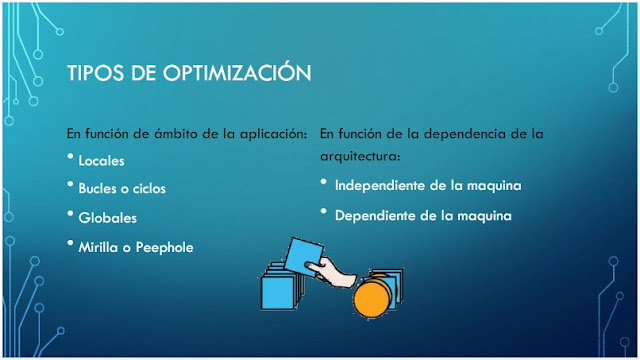 TIPOS DE OPTIMIZACIÓN
En función de ámbito de la aplicación:
• Locales
• Bucles o ciclos
• Globales
• Mirilla o Peephole
En función de la dependencia de la
arquitectura:
• Independiente de la maquina
• Dependiente de la maquina